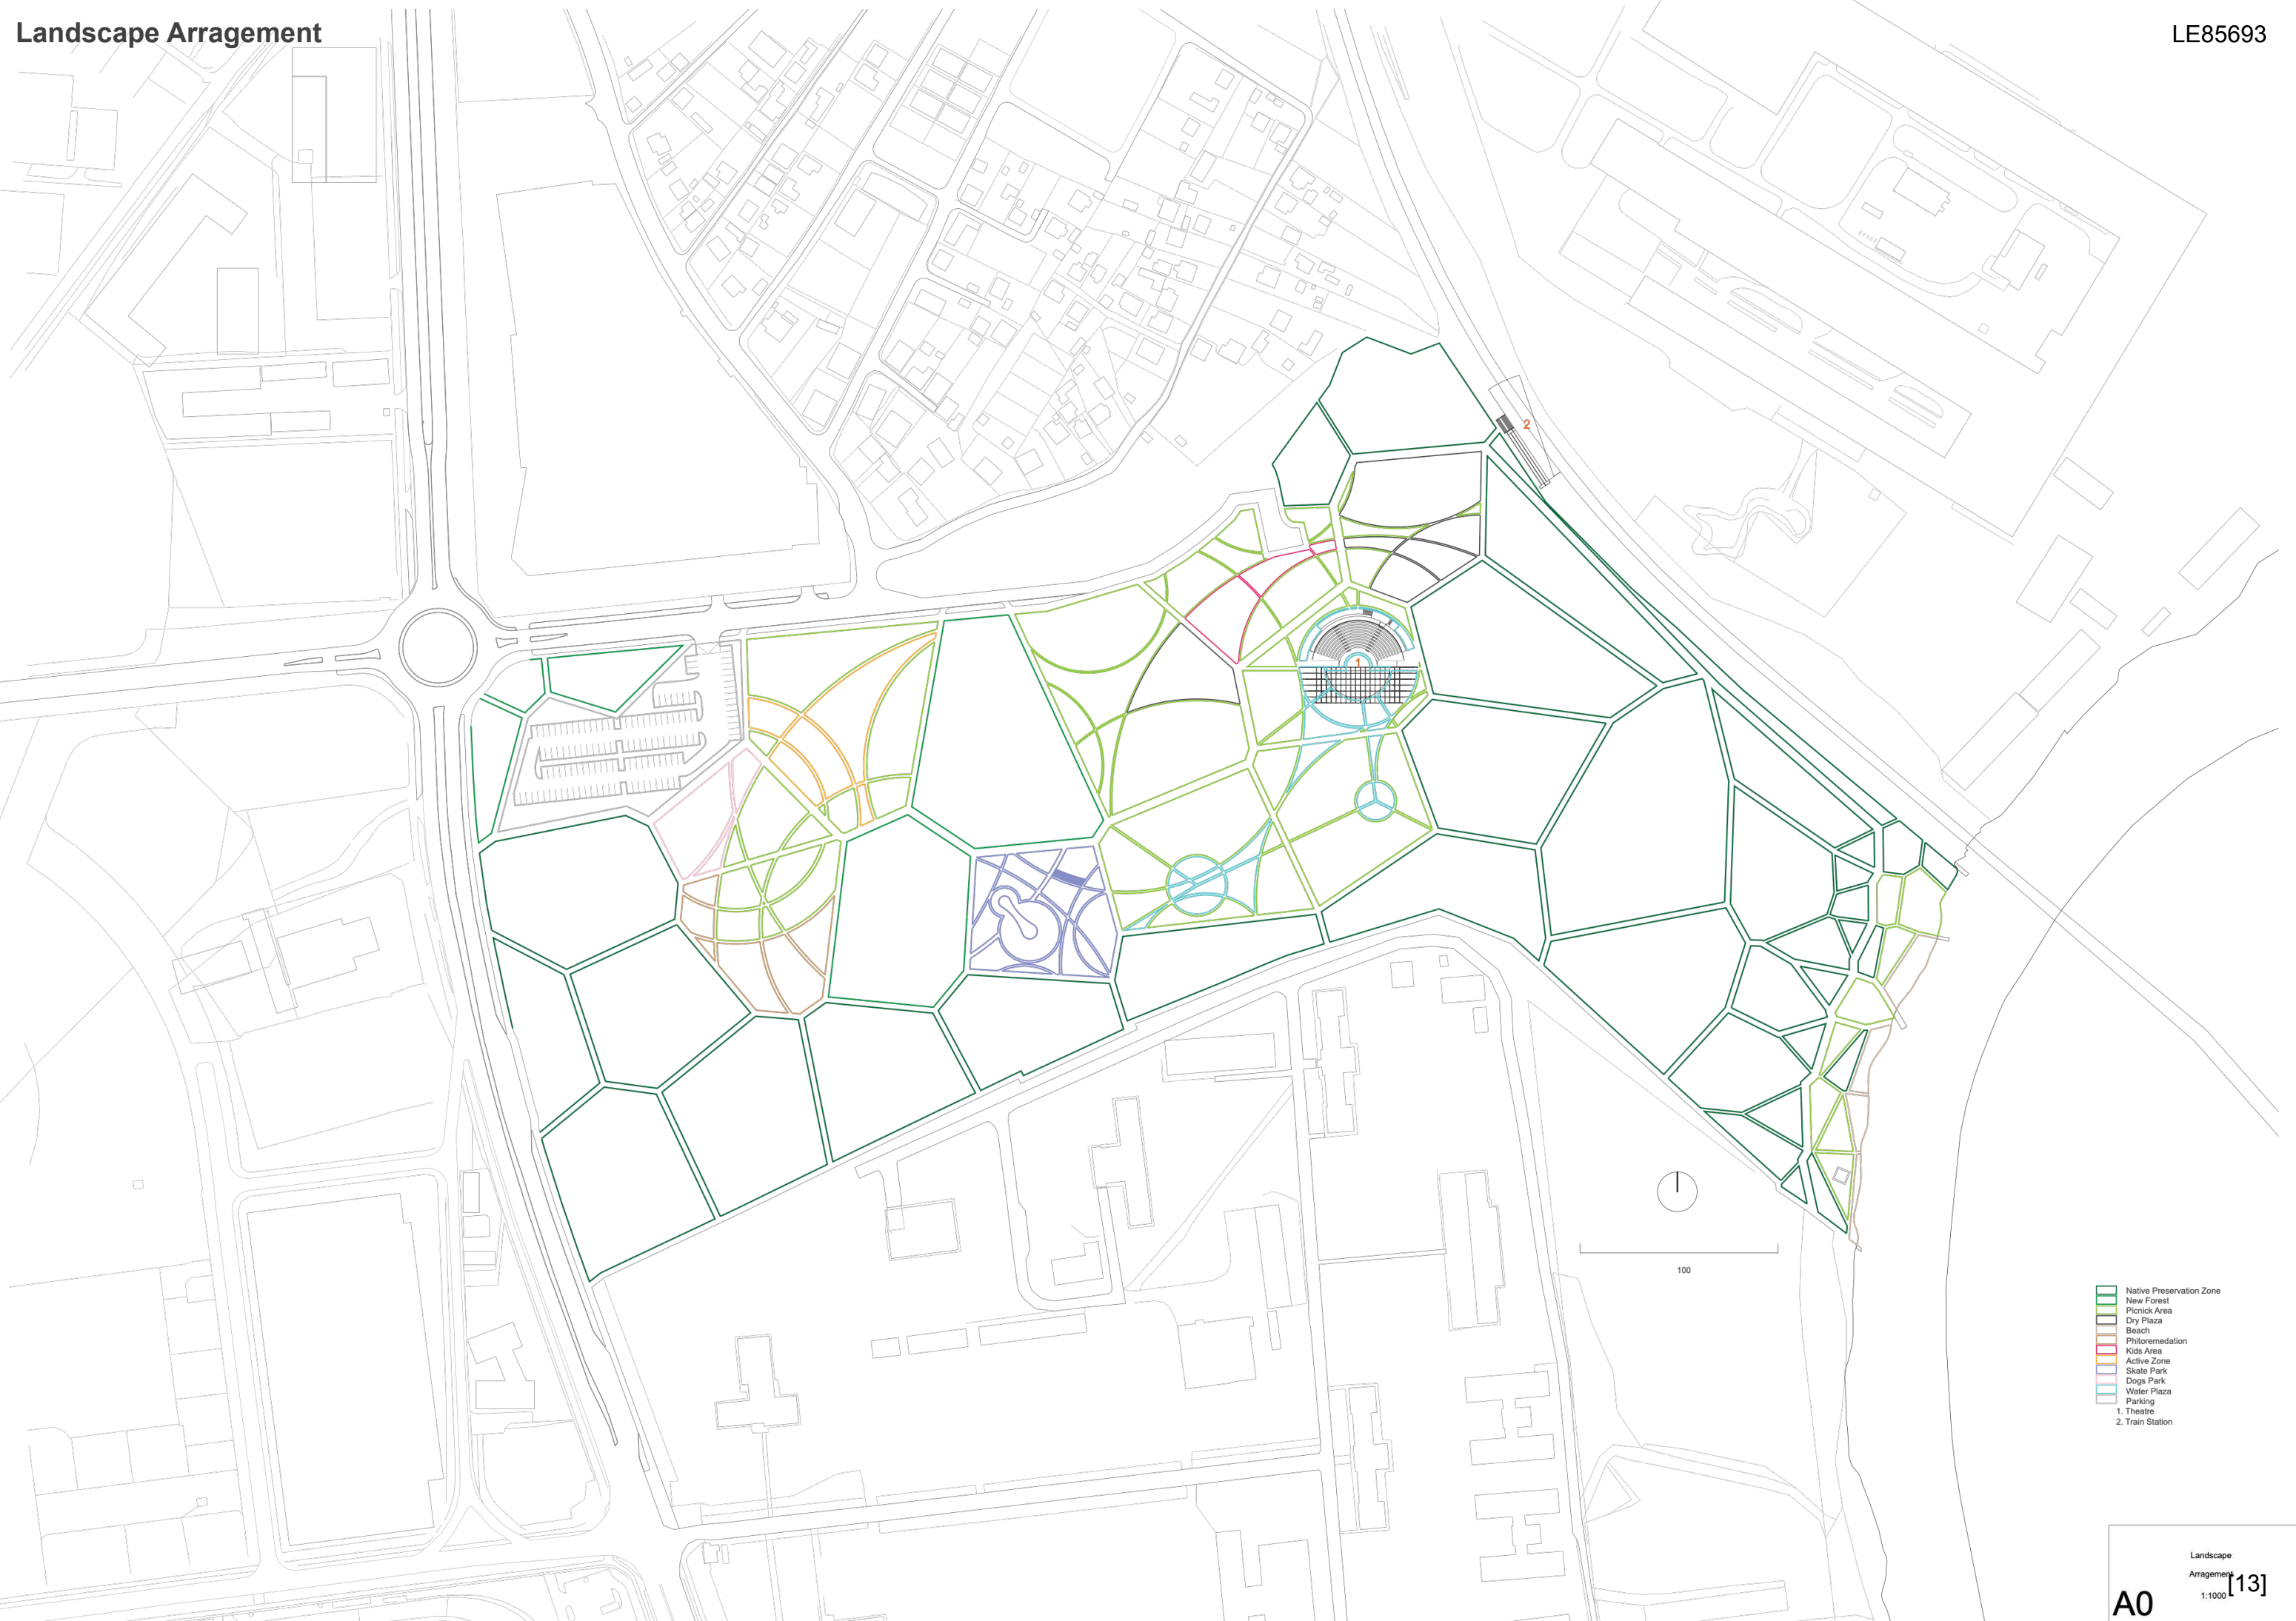 Landscape Arragement
LE85693
2
1
100
Native Preservation Zone
New Forest
Picnick Area
Dry Plaza
Beach
Phitoremedation
Kids Area
Active Zone
Skate Park
Dogs Park
Water Plaza
Parking
1. Theatre
2. Train Station
Landscape
Arragement
1:1000
[13]
A0